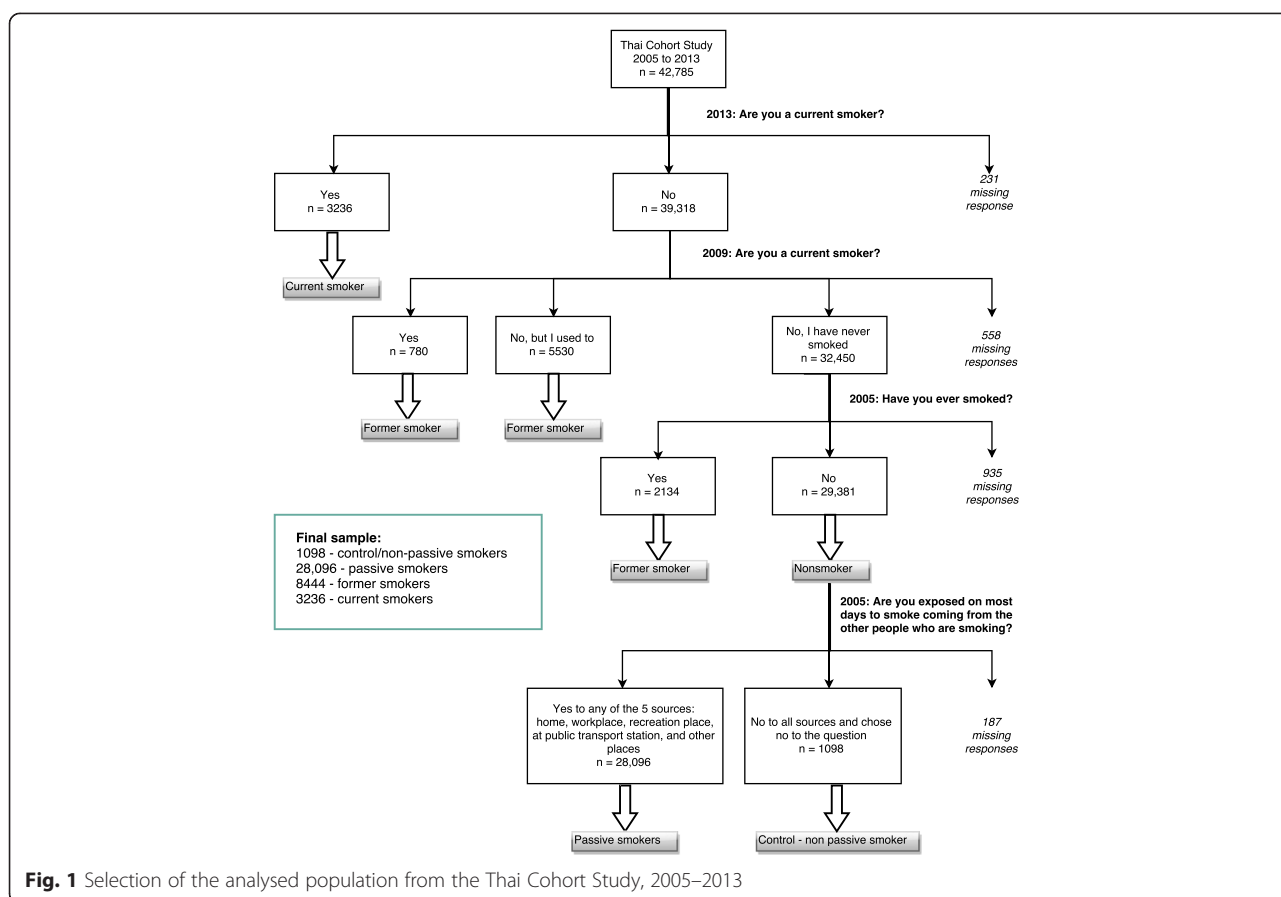 Thai Cohort Study
2005 to 2013
n = 42,785
2013: Are you a current smoker?
Yes
n = 3236
No
n = 39,318
231
missing
response
Current smoker
2009: Are you a current smoker?
Yes
n = 780
No, but I used to
n = 5530
No, I have never
smoked
n = 32,450
558
missing
responses
Former smoker
Former smoker
2005: Have you ever smoked?
Yes
n = 2134
No
n = 29,381
935
missing
responses
Former smoker
Nonsmoker
Final sample:
1098 - control/non-passive smokers
28,096 - passive smokers
8444 - former smokers
3236 - current smokers
2005: Are you exposed on most
days to smoke coming from the
other people who are smoking?
Yes to any of the 5 sources:
home, workplace, recreation place,
at public transport station, and other
places
n = 28,096
No to all sources and chose
no to the question
n = 1098
187
missing
responses
Passive smokers
Control - non passive smoker
Fig. 1 Selection of the analysed population from the Thai Cohort Study, 2005–2013